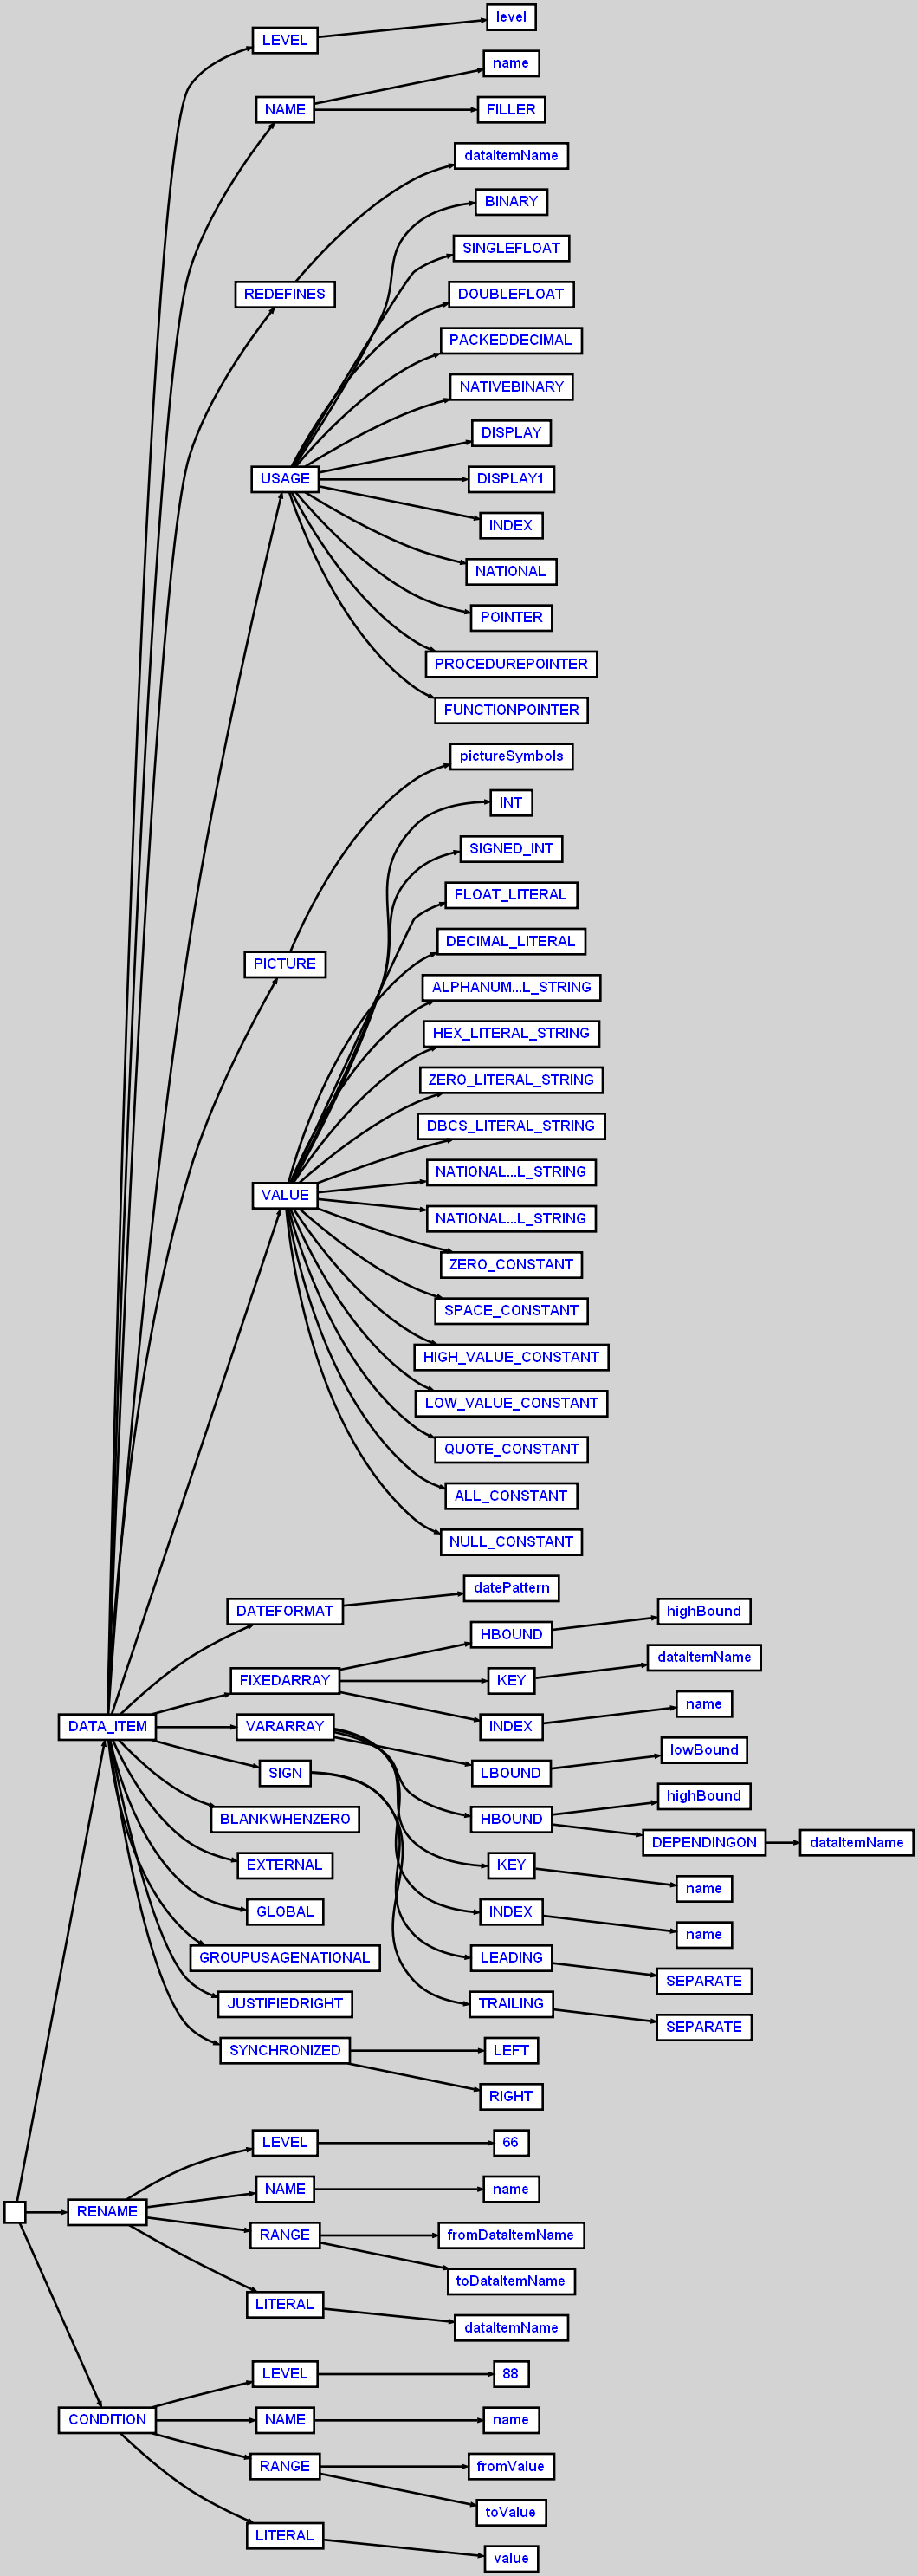 level
LEVEL
name
NAME
FILLER
dataItemName
BINARY
SINGLEFLOAT
REDEFINES
DOUBLEFLOAT
PACKEDDECIMAL
NATIVEBINARY
DISPLAY
USAGE
DISPLAY1
INDEX
NATIONAL
POINTER
PROCEDUREPOINTER
FUNCTIONPOINTER
pictureSymbols
INT
SIGNED_INT
FLOAT_LITERAL
DECIMAL_LITERAL
PICTURE
ALPHANUM...L_STRING
HEX_LITERAL_STRING
ZERO_LITERAL_STRING
DBCS_LITERAL_STRING
NATIONAL...L_STRING
VALUE
NATIONAL...L_STRING
ZERO_CONSTANT
SPACE_CONSTANT
HIGH_VALUE_CONSTANT
LOW_VALUE_CONSTANT
QUOTE_CONSTANT
ALL_CONSTANT
NULL_CONSTANT
datePattern
DATEFORMAT
highBound
HBOUND
dataItemName
FIXEDARRAY
KEY
name
INDEX
DATA_ITEM
VARARRAY
lowBound
SIGN
LBOUND
highBound
BLANKWHENZERO
HBOUND
DEPENDINGON
dataItemName
EXTERNAL
KEY
name
GLOBAL
INDEX
name
GROUPUSAGENATIONAL
LEADING
SEPARATE
JUSTIFIEDRIGHT
TRAILING
SEPARATE
SYNCHRONIZED
LEFT
RIGHT
LEVEL
66
NAME
name
RENAME
RANGE
fromDataItemName
toDataItemName
LITERAL
dataItemName
LEVEL
88
CONDITION
NAME
name
RANGE
fromValue
toValue
LITERAL
value